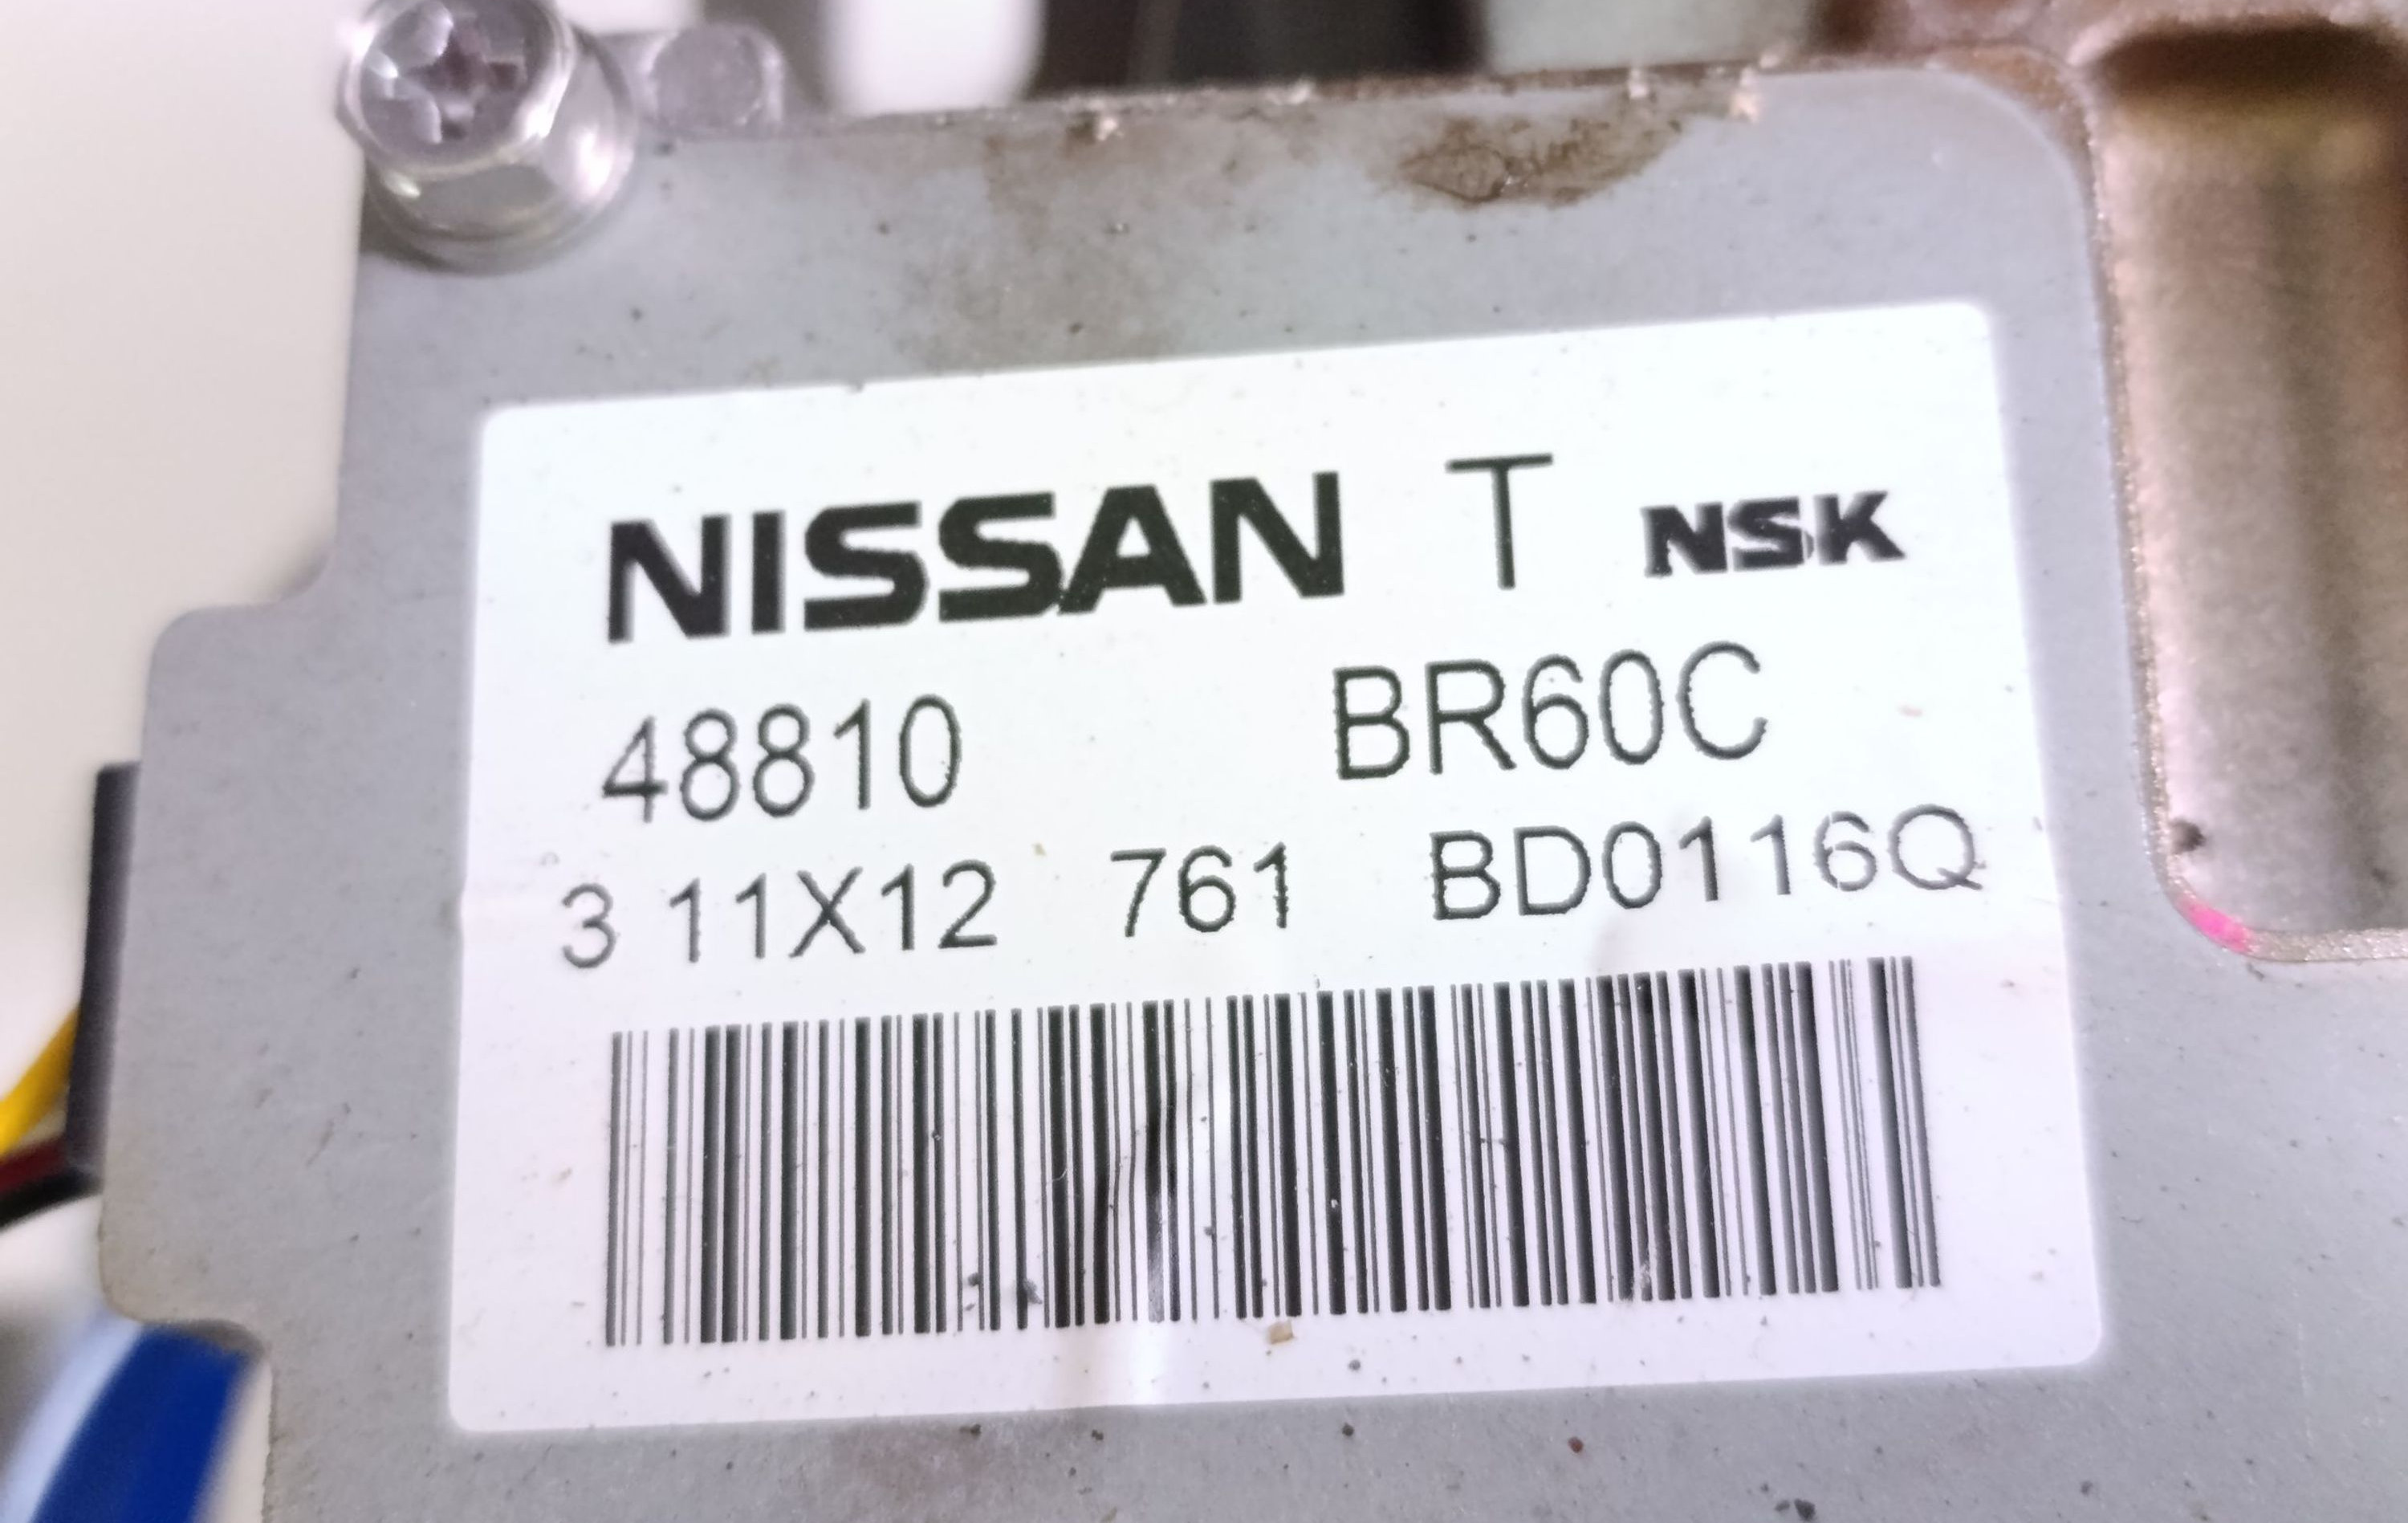 NISSAN T NSK
48810 BR60C
3 11X12 761 BD0116Q